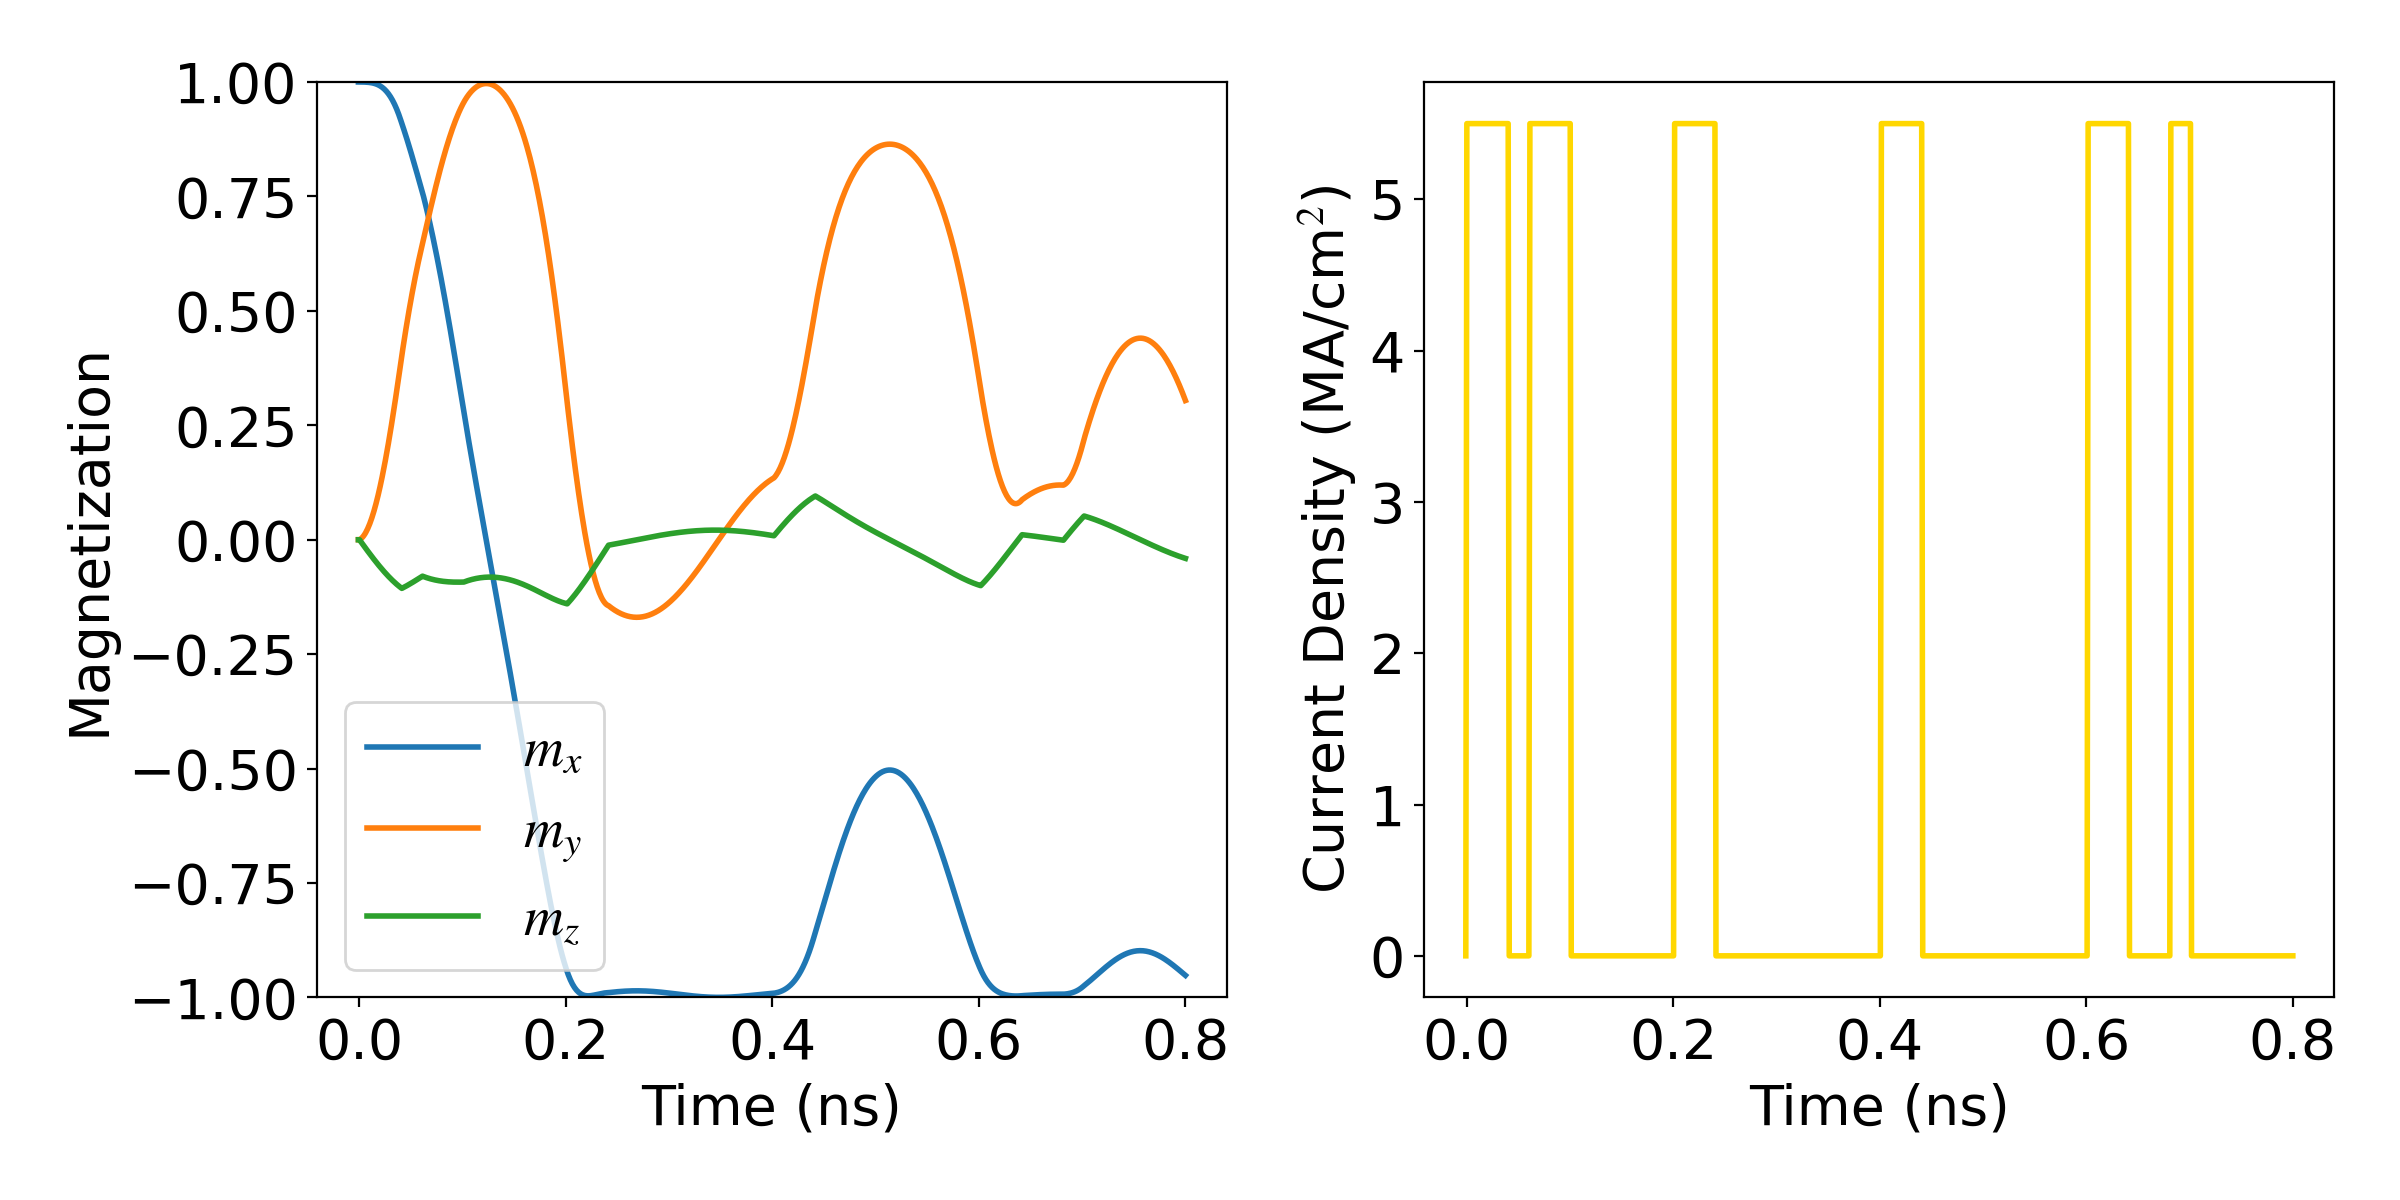 1.00
0.75
0.50
0.25
0.00
−0.25
−0.50
−0.75
−1.00
Magnetization
m_x
m_y
m_z
0.0 0.2 0.4 0.6 0.8
Time (ns)
5
4
3
2
1
0
Current Density (MA/cm²)
0.0 0.2 0.4 0.6 0.8
Time (ns)